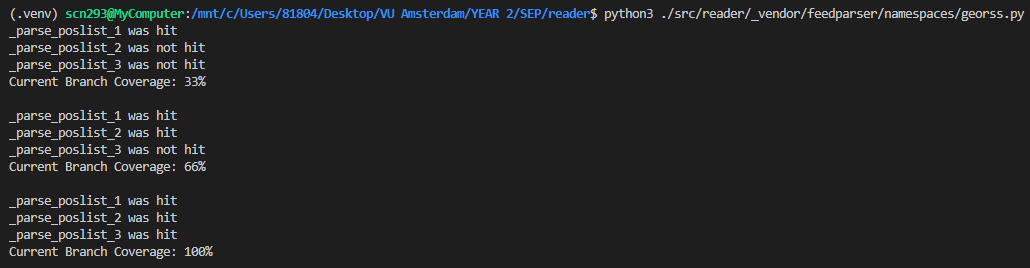 (.venv) scn293@MyComputer:/mnt/c/Users/81804/Desktop/VU Amsterdam/YEAR 2/SEP/reader$ python3 ./src/reader/_vendor/feedparser/namespaces/georss.py
_parse_poslist_1 was hit
_parse_poslist_2 was not hit
_parse_poslist_3 was not hit
Current Branch Coverage: 33%

_parse_poslist_1 was hit
_parse_poslist_2 was hit
_parse_poslist_3 was not hit
Current Branch Coverage: 66%

_parse_poslist_1 was hit
_parse_poslist_2 was hit
_parse_poslist_3 was hit
Current Branch Coverage: 100%